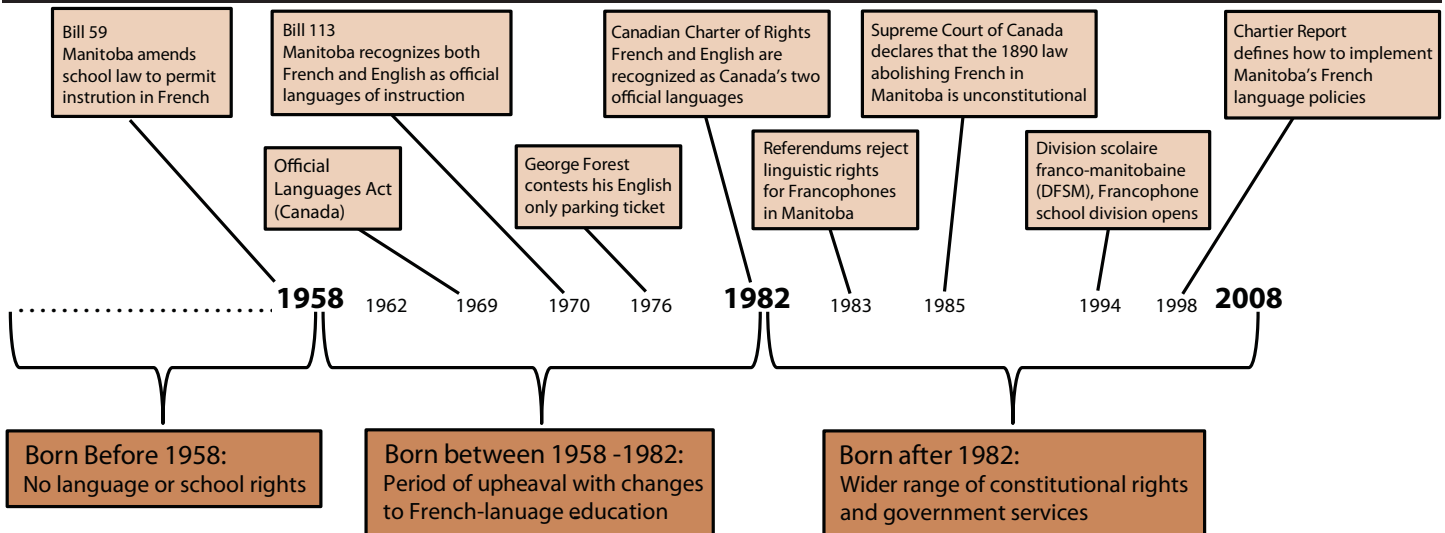 Bill 59
Manitoba amends
school law to permit
instrution in French
Bill 113
Manitoba recognizes both
French and English as official
languages of instruction
Canadian Charter of Rights
French and English are
recognized as Canada's two
official languages
Supreme Court of Canada
declares that the 1890 law
abolishing French in
Manitoba is unconstitutional
Chartier Report
defines how to implement
Manitoba's French
language policies
Official
Languages Act
(Canada)
George Forest
contests his English
only parking ticket
Referendums reject
linguistic rights
for Francophones
in Manitoba
Division scolaire
franco-manitobaine
(DFSM), Francophone
school division opens
1958 1962 1969 1970 1976 1982 1983 1985 1994 1998 2008
Born Before 1958:
No language or school rights
Born between 1958 -1982:
Period of upheaval with changes
to French-lanuage education
Born after 1982:
Wider range of constitutional rights
and government services